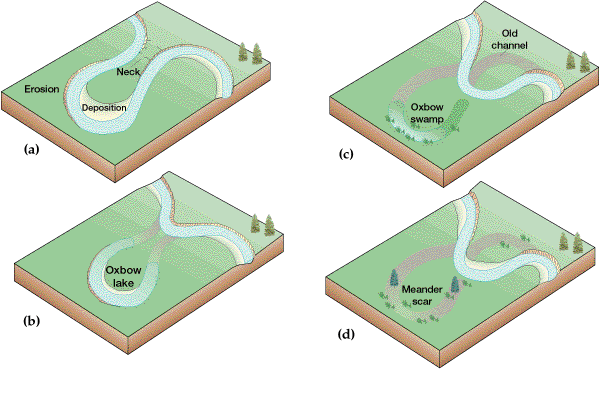 Erosion
Neck
Deposition
(a)
Oxbow
lake
(b)
Old
channel
Oxbow
swamp
(c)
Meander
scar
(d)